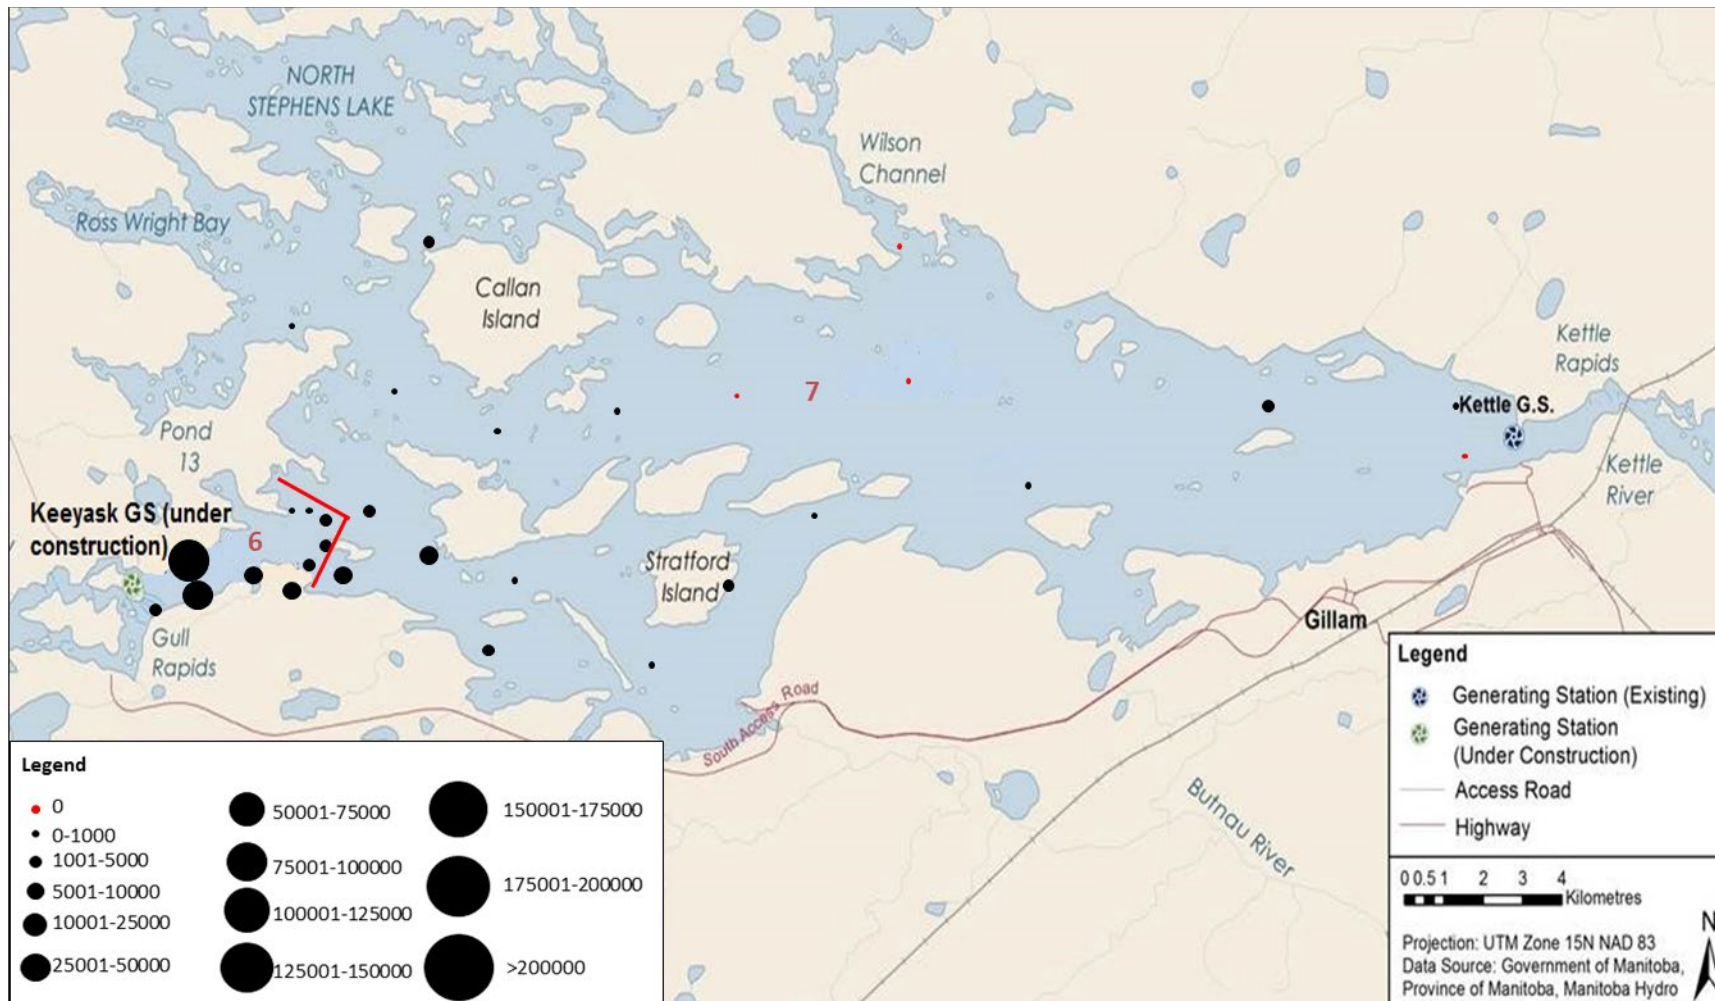 NORTH
STEPHENS LAKE
Wilson
Channel
Ross Wright Bay
Callan
Island
Kettle
Rapids
7
Kettle G.S.
Pond
13
Kettle
River
Keeyask GS (under
construction)
6
Stratford
Island
Gillam
Gull
Rapids
South Access Road
Butnau River
Legend
0
0-1000
1001-5000
5001-10000
10001-25000
25001-50000
50001-75000
75001-100000
100001-125000
125001-150000
150001-175000
175001-200000
>200000
Legend
Generating Station (Existing)
Generating Station
(Under Construction)
Access Road
Highway
0 0.5 1 2 3 4
Kilometres
N
Projection: UTM Zone 15N NAD 83
Data Source: Government of Manitoba,
Province of Manitoba, Manitoba Hydro